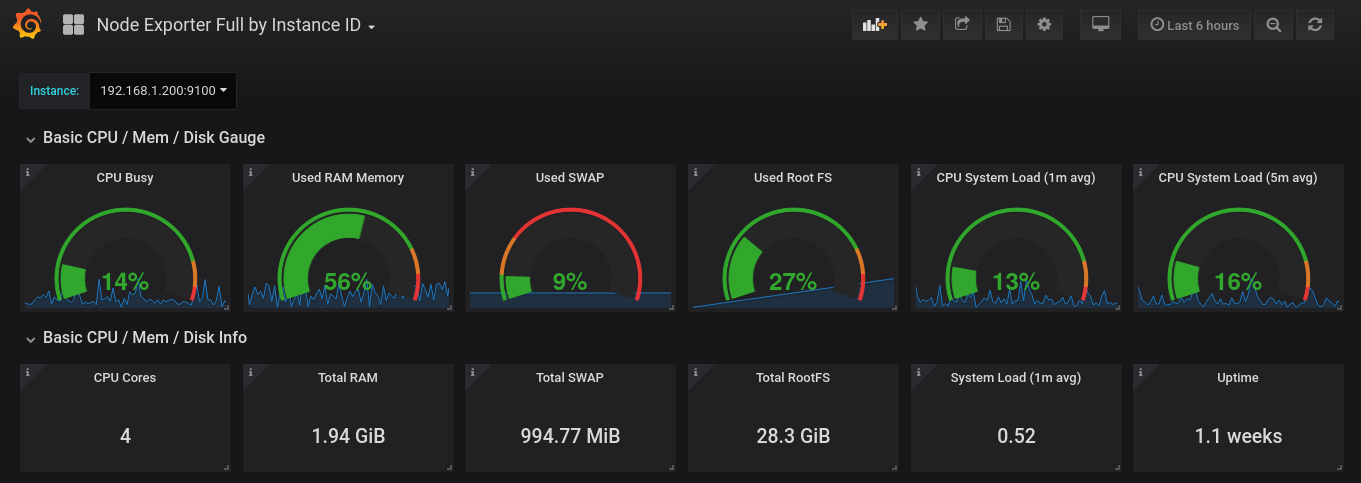 Node Exporter Full by Instance ID
Last 6 hours
Instance: 192.168.1.200:9100
Basic CPU / Mem / Disk Gauge
CPU Busy
14%
Used RAM Memory
56%
Used SWAP
9%
Used Root FS
27%
CPU System Load (1m avg)
13%
CPU System Load (5m avg)
16%
Basic CPU / Mem / Disk Info
CPU Cores
4
Total RAM
1.94 GiB
Total SWAP
994.77 MiB
Total RootFS
28.3 GiB
System Load (1m avg)
0.52
Uptime
1.1 weeks